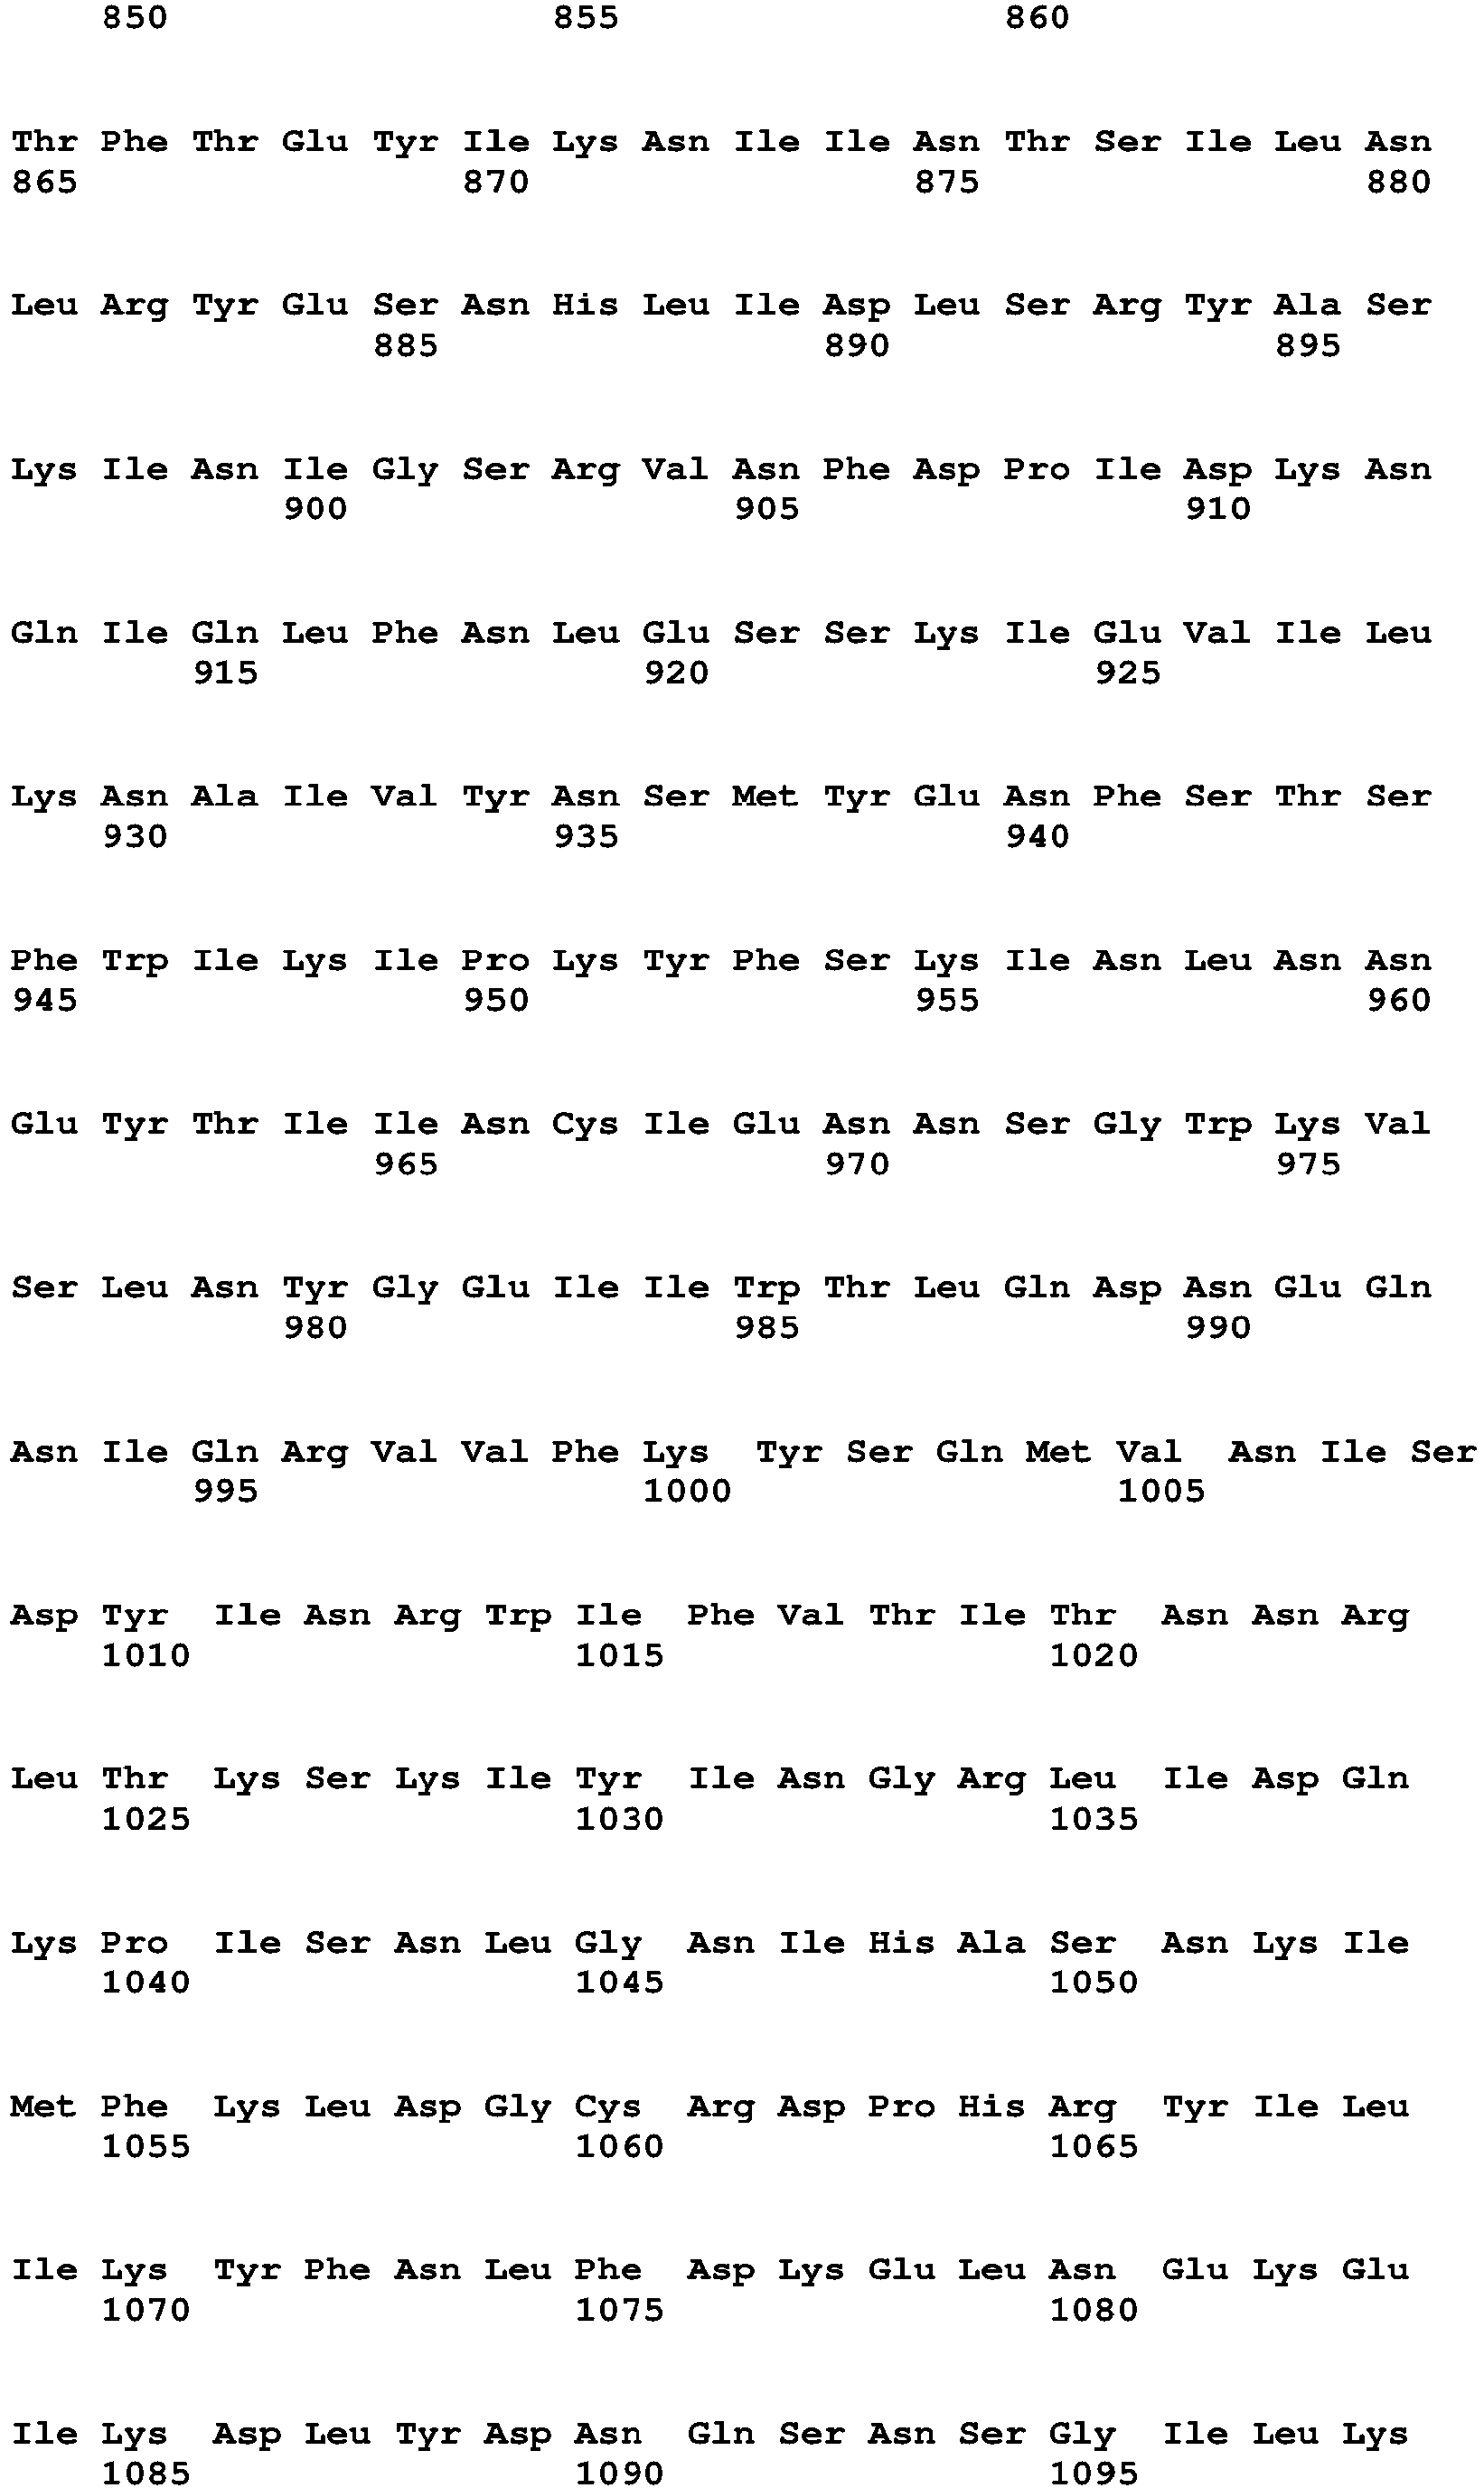 850 855 860
Thr Phe Thr Glu Tyr Ile Lys Asn Ile Ile Asn Thr Ser Ile Leu Asn
865 870 875 880
Leu Arg Tyr Glu Ser Asn His Leu Ile Asp Leu Ser Arg Tyr Ala Ser
885 890 895
Lys Ile Asn Ile Gly Ser Arg Val Asn Phe Asp Pro Ile Asp Lys Asn
900 905 910
Gln Ile Gln Leu Phe Asn Leu Glu Ser Ser Lys Ile Glu Val Ile Leu
915 920 925
Lys Asn Ala Ile Val Tyr Asn Ser Met Tyr Glu Asn Phe Ser Thr Ser
930 935 940
Phe Trp Ile Lys Ile Pro Lys Tyr Phe Ser Lys Ile Asn Leu Asn Asn
945 950 955 960
Glu Tyr Thr Ile Ile Asn Cys Ile Glu Asn Asn Ser Gly Trp Lys Val
965 970 975
Ser Leu Asn Tyr Gly Glu Ile Ile Trp Thr Leu Gln Asp Asn Glu Gln
980 985 990
Asn Ile Gln Arg Val Val Phe Lys Tyr Ser Gln Met Val Asn Ile Ser
995 1000 1005
Asp Tyr Ile Asn Arg Trp Ile Phe Val Thr Ile Thr Asn Asn Arg
1010 1015 1020
Leu Thr Lys Ser Lys Ile Tyr Ile Asn Gly Arg Leu Ile Asp Gln
1025 1030 1035
Lys Pro Ile Ser Asn Leu Gly Asn Ile His Ala Ser Asn Lys Ile
1040 1045 1050
Met Phe Lys Leu Asp Gly Cys Arg Asp Pro His Arg Tyr Ile Leu
1055 1060 1065
Ile Lys Tyr Phe Asn Leu Phe Asp Lys Glu Leu Asn Glu Lys Glu
1070 1075 1080
Ile Lys Asp Leu Tyr Asp Asn Gln Ser Asn Ser Gly Ile Leu Lys
1085 1090 1095